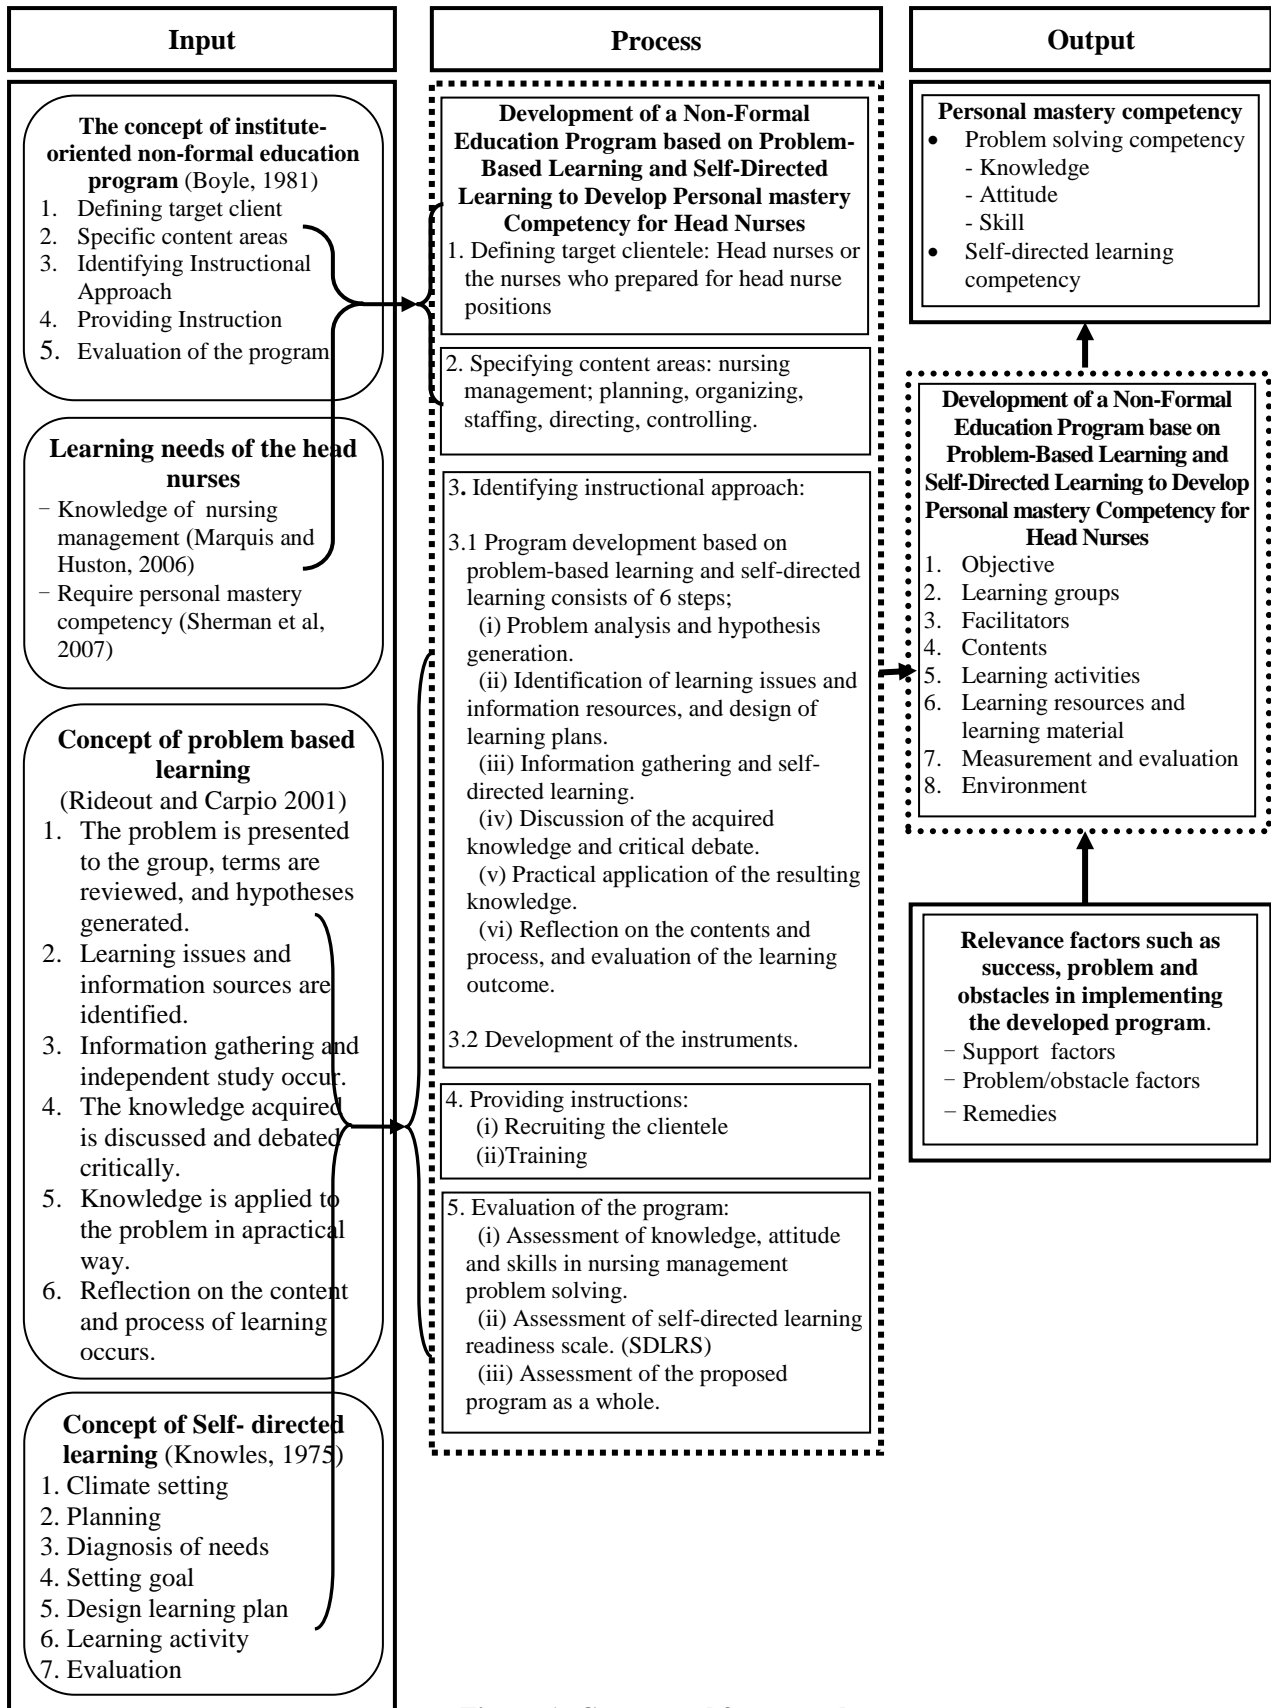 Input
The concept of institute-
oriented non-formal education
program (Boyle, 1981)
1. Defining target client
2. Specific content areas
3. Identifying Instructional
Approach
4. Providing Instruction
5. Evaluation of the program
Learning needs of the head
nurses
− Knowledge of nursing
management (Marquis and
Huston, 2006)
− Require personal mastery
competency (Sherman et al,
2007)
Concept of problem based
learning
(Rideout and Carpio 2001)
1. The problem is presented
to the group, terms are
reviewed, and hypotheses
generated.
2. Learning issues and
information sources are
identified.
3. Information gathering and
independent study occur.
4. The knowledge acquired
is discussed and debated
critically.
5. Knowledge is applied to
the problem in apractical
way.
6. Reflection on the content
and process of learning
occurs.
Concept of Self- directed
learning (Knowles, 1975)
1. Climate setting
2. Planning
3. Diagnosis of needs
4. Setting goal
5. Design learning plan
6. Learning activity
7. Evaluation
Process
Development of a Non-Formal
Education Program based on Problem-
Based Learning and Self-Directed
Learning to Develop Personal mastery
Competency for Head Nurses
1. Defining target clientele: Head nurses or
the nurses who prepared for head nurse
positions
2. Specifying content areas: nursing
management; planning, organizing,
staffing, directing, controlling.
3. Identifying instructional approach:
3.1 Program development based on
problem-based learning and self-directed
learning consists of 6 steps;
(i) Problem analysis and hypothesis
generation.
(ii) Identification of learning issues and
information resources, and design of
learning plans.
(iii) Information gathering and self-
directed learning.
(iv) Discussion of the acquired
knowledge and critical debate.
(v) Practical application of the resulting
knowledge.
(vi) Reflection on the contents and
process, and evaluation of the learning
outcome.
3.2 Development of the instruments.
4. Providing instructions:
(i) Recruiting the clientele
(ii)Training
5. Evaluation of the program:
(i) Assessment of knowledge, attitude
and skills in nursing management
problem solving.
(ii) Assessment of self-directed learning
readiness scale. (SDLRS)
(iii) Assessment of the proposed
program as a whole.
Output
Personal mastery competency
• Problem solving competency
- Knowledge
- Attitude
- Skill
• Self-directed learning
competency
Development of a Non-Formal
Education Program base on
Problem-Based Learning and
Self-Directed Learning to Develop
Personal mastery Competency for
Head Nurses
1. Objective
2. Learning groups
3. Facilitators
4. Contents
5. Learning activities
6. Learning resources and
learning material
7. Measurement and evaluation
8. Environment
Relevance factors such as
success, problem and
obstacles in implementing
the developed program.
− Support factors
− Problem/obstacle factors
− Remedies